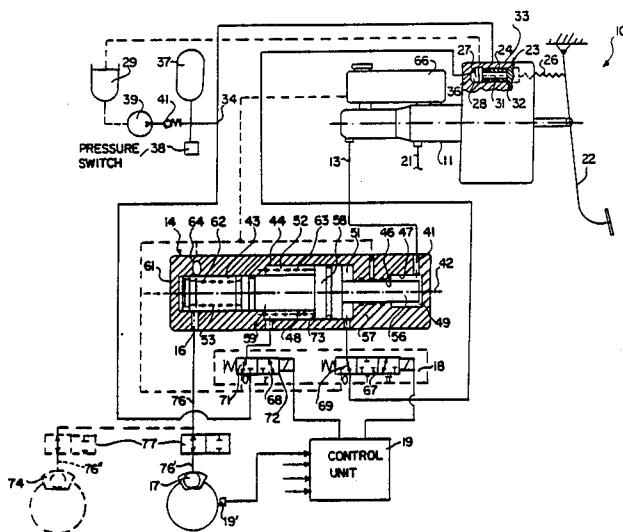 38 33 10
29 37 27 24 23
66 26
39 41 34 36 28 31 32
PRESSURE
SWITCH 38 13 21 11 22
14 64 62 43 44 52 63 58 51 46 47 41
61 42
53 59 48 73 57 56 49
16 18
71 68 69 67
76 72
77
74 76" 76' CONTROL
UNIT 19
17
19'